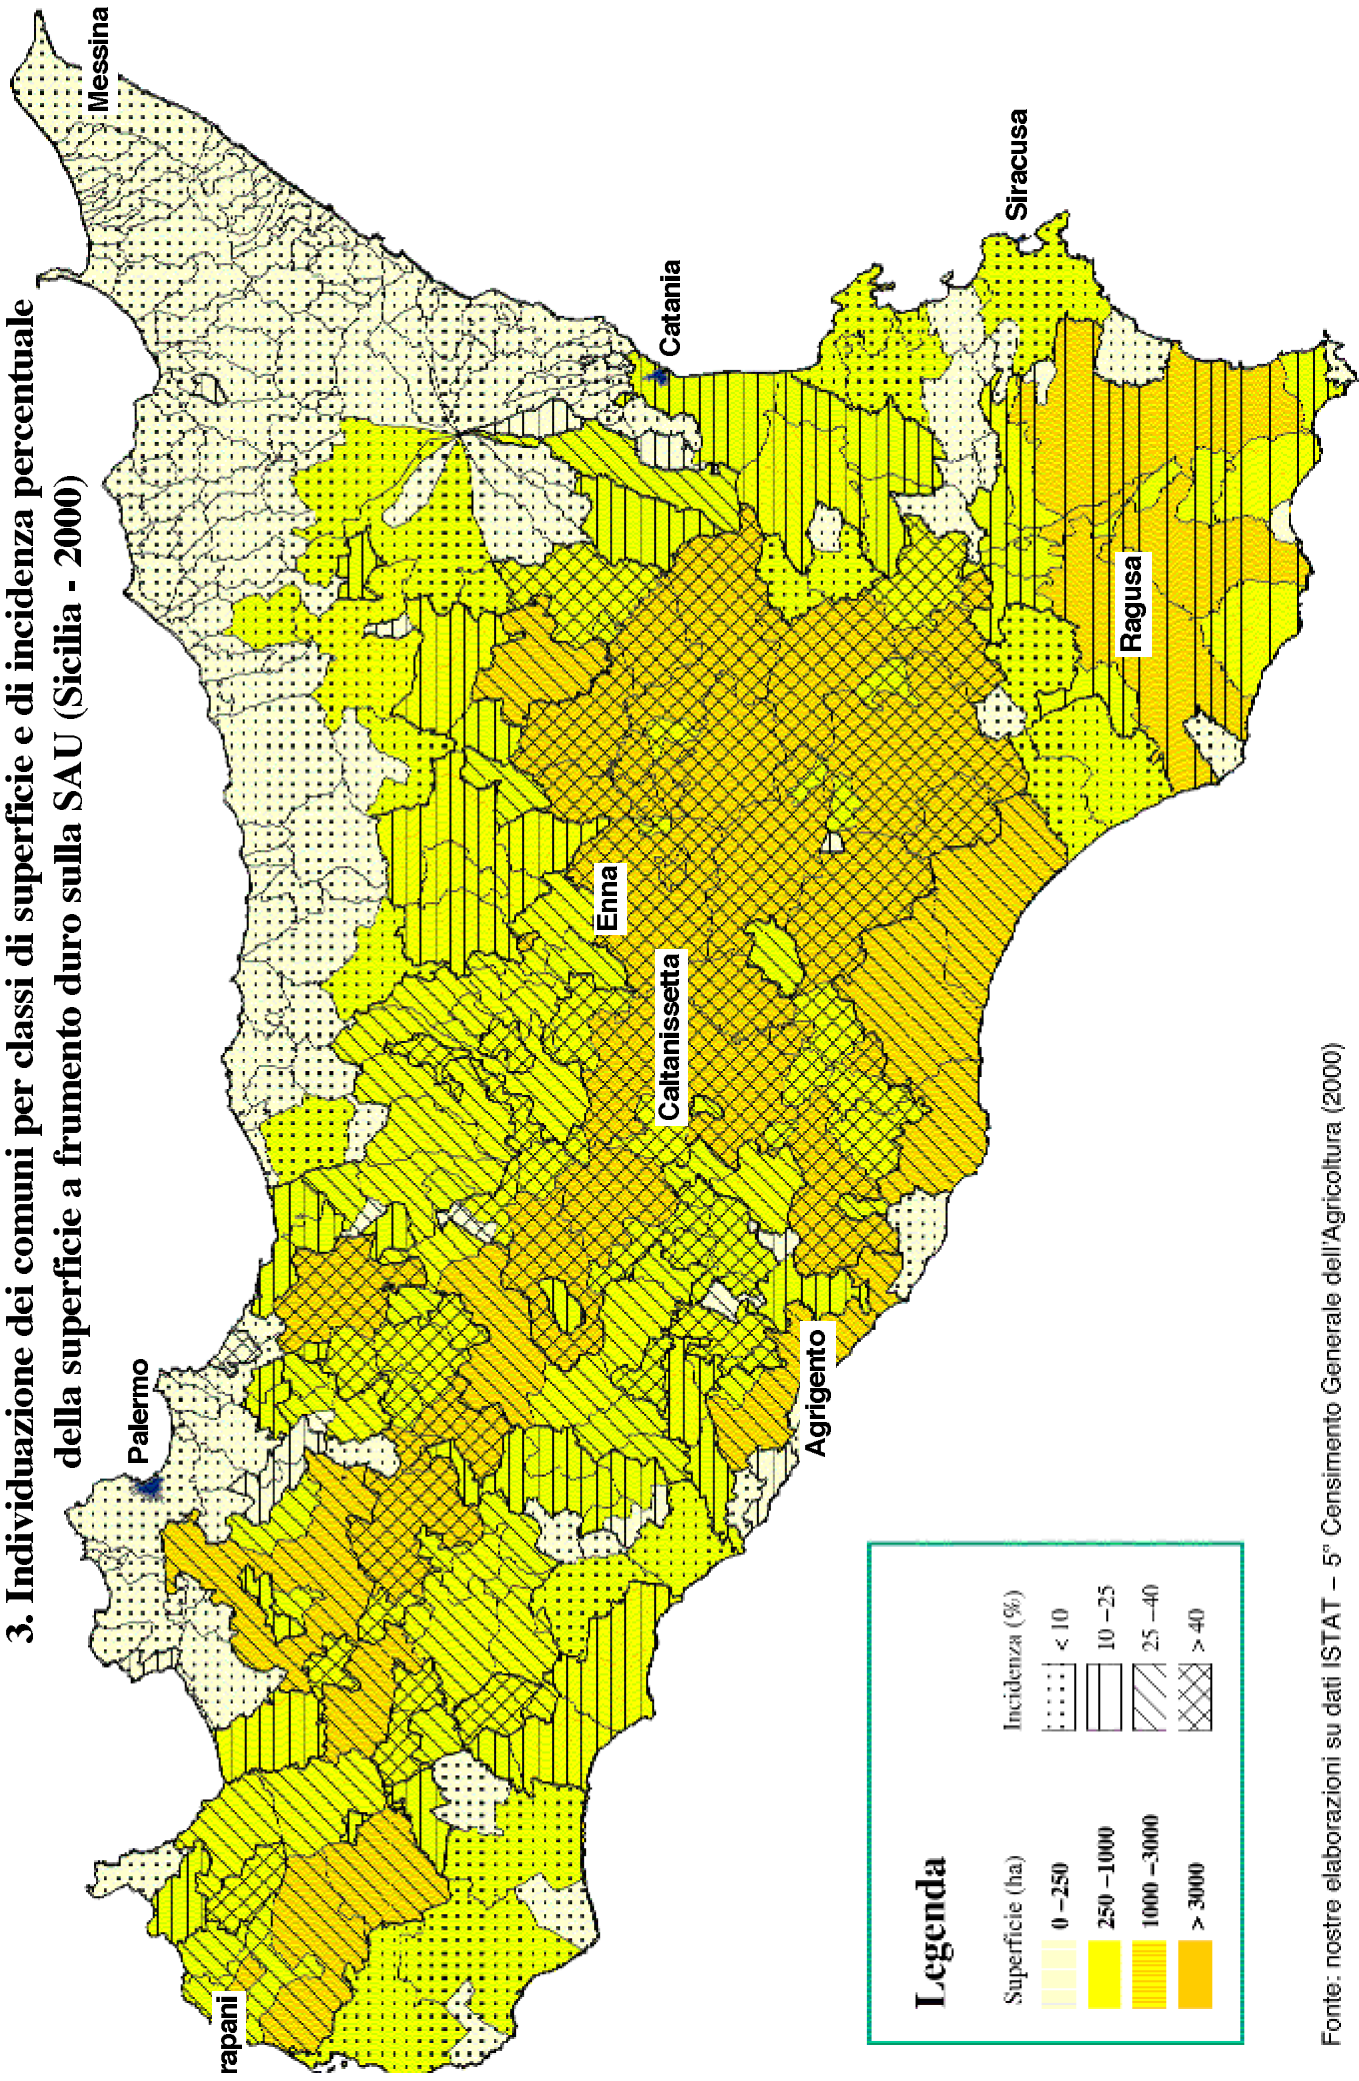 3. Individuazione dei comuni per classi di superficie e di incidenza percentuale
della superficie a frumento duro sulla SAU (Sicilia - 2000)
Messina
Palermo
rapani
Catania
Enna
Caltanissetta
Agrigento
Siracusa
Ragusa
Legenda
Superficie (ha)
0 –250
250 –1000
1000 –3000
> 3000
Incidenza (%)
< 10
10 –25
25 –40
> 40
Fonte: nostre elaborazioni su dati ISTAT – 5° Censimento Generale dell'Agricoltura (2000)